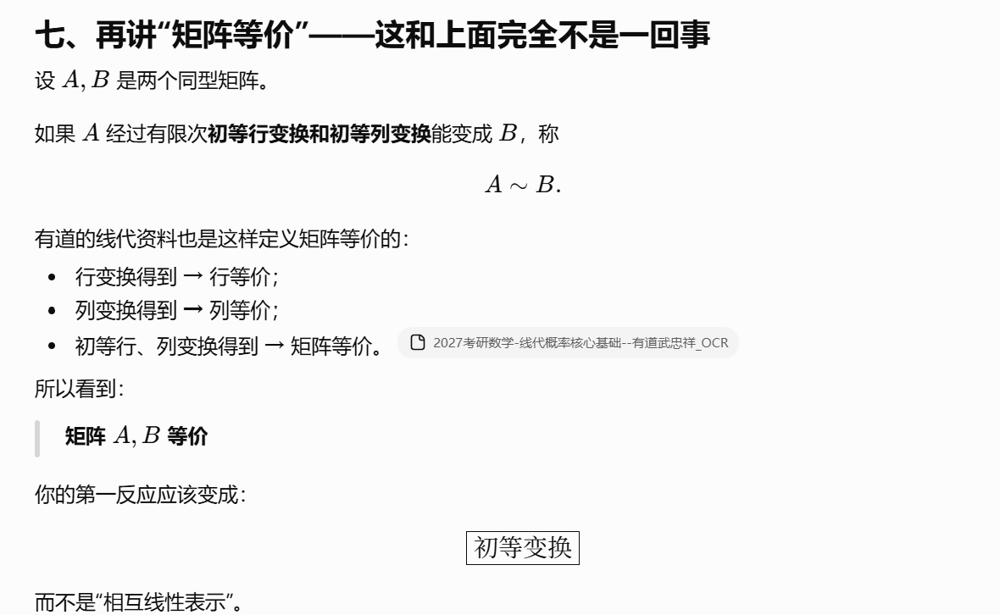 七、再讲“矩阵等价”——这和上面完全不是一回事
设 A, B 是两个同型矩阵。
如果 A 经过有限次初等行变换和初等列变换能变成 B，称
A ∼ B.
有道的线代资料也是这样定义矩阵等价的：
• 行变换得到 → 行等价；
• 列变换得到 → 列等价；
• 初等行、列变换得到 → 矩阵等价。 2027考研数学-线代概率核心基础--有道武忠祥_OCR
所以看到：
矩阵 A, B 等价
你的第一反应应该变成：
初等变换
而不是“相互线性表示”。